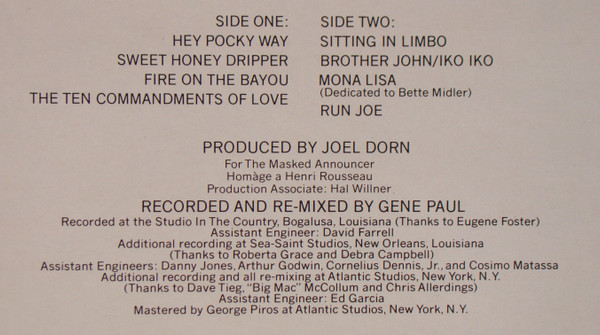 SIDE ONE:
HEY POCKY WAY
SWEET HONEY DRIPPER
FIRE ON THE BAYOU
THE TEN COMMANDMENTS OF LOVE
SIDE TWO:
SITTING IN LIMBO
BROTHER JOHN/IKO IKO
MONA LISA
(Dedicated to Bette Midler)
RUN JOE
PRODUCED BY JOEL DORN
For The Masked Announcer
Homàge a Henri Rousseau
Production Associate: Hal Willner
RECORDED AND RE-MIXED BY GENE PAUL
Recorded at the Studio In The Country, Bogalusa, Louisiana (Thanks to Eugene Foster)
Assistant Engineer: David Farrell
Additional recording at Sea-Saint Studios, New Orleans, Louisiana
(Thanks to Roberta Grace and Debra Campbell)
Assistant Engineers: Danny Jones, Arthur Godwin, Cornelius Dennis, Jr., and Cosimo Matassa
Additional recording and all re-mixing at Atlantic Studios, New York, N.Y.
(Thanks to Dave Tieg, "Big Mac" McCollum and Chris Allerdings)
Assistant Engineer: Ed Garcia
Mastered by George Piros at Atlantic Studios, New York, N.Y.